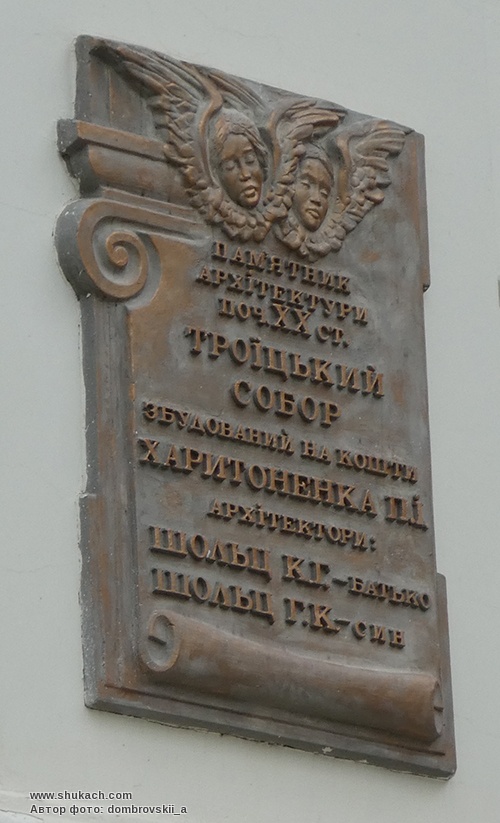 ПАМ'ЯТНИК
АРХІТЕКТУРИ
ПОЧ. XX СТ.
ТРОЇЦЬКИЙ
СОБОР
ЗБУДОВАНИЙ НА КОШТИ
ХАРИТОНЕНКА П.І.
АРХІТЕКТОРИ:
ШОЛЬЦ К.Г.–БАТЬКО
ШОЛЬЦ Г.К.–СИН
www.shukach.com
Автор фото: dombrovskii_a